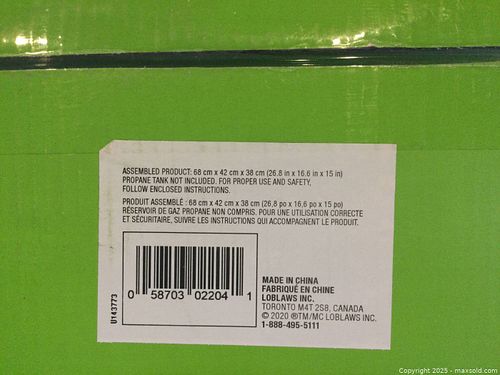 ASSEMBLED PRODUCT: 68 cm x 42 cm x 38 cm (26.8 in x 16.6 in x 15 in)
PROPANE TANK NOT INCLUDED. FOR PROPER USE AND SAFETY,
FOLLOW ENCLOSED INSTRUCTIONS.
PRODUIT ASSEMBLÉ : 68 cm x 42 cm x 38 cm (26,8 po x 16,6 po x 15 po)
RÉSERVOIR DE GAZ PROPANE NON COMPRIS. POUR UNE UTILISATION CORRECTE
ET SÉCURITAIRE, SUIVRE LES INSTRUCTIONS QUI ACCOMPAGNENT LE PRODUIT.
U143773
0 58703 02204 1
MADE IN CHINA
FABRIQUÉ EN CHINE
LOBLAWS INC.
TORONTO M4T 2S8, CANADA
© 2020 ®TM/MC LOBLAWS INC.
1-888-495-5111
Copyright 2025 - maxsold.com